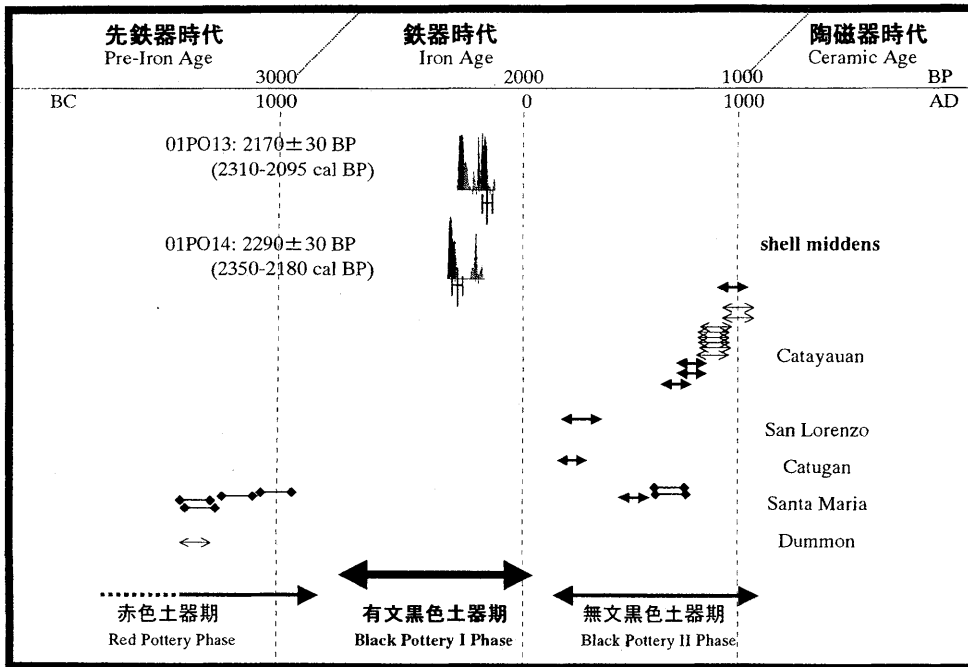 先鉄器時代 鉄器時代 陶磁器時代
Pre-Iron Age Iron Age Ceramic Age
3000 2000 1000 BP
BC 1000 0 1000 AD
01PO13: 2170±30 BP
(2310-2095 cal BP)
01PO14: 2290±30 BP
(2350-2180 cal BP)
shell middens
Catayauan
San Lorenzo
Catugan
Santa Maria
Dummon
赤色土器期 有文黒色土器期 無文黒色土器期
Red Pottery Phase Black Pottery I Phase Black Pottery II Phase